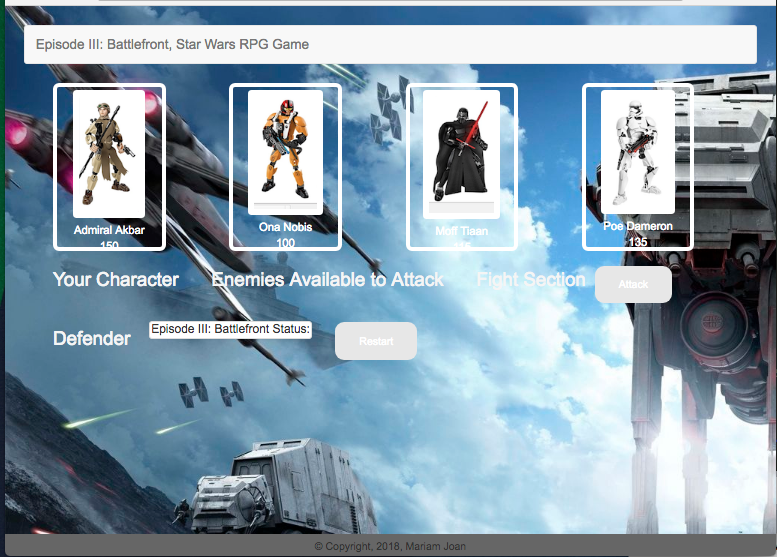 Episode III: Battlefront, Star Wars RPG Game
Admiral Akbar
150
Ona Nobis
100
Moff Tiaan
Poe Dameron
135
Your Character
Enemies Available to Attack
Fight Section
Attack
Defender
Episode III: Battlefront Status:
Restart
© Copyright, 2018, Mariam Joan